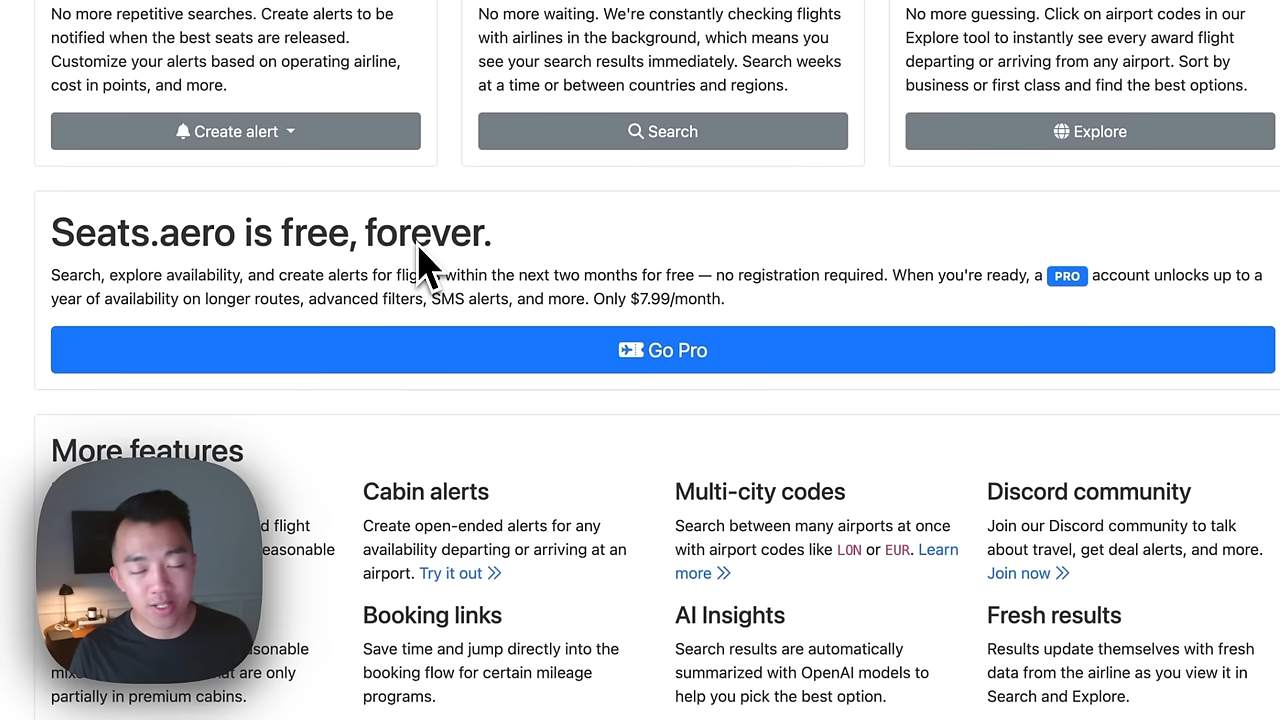 No more repetitive searches. Create alerts to be
notified when the best seats are released.
Customize your alerts based on operating airline,
cost in points, and more.
Create alert
No more waiting. We're constantly checking flights
with airlines in the background, which means you
see your search results immediately. Search weeks
at a time or between countries and regions.
Search
No more guessing. Click on airport codes in our
Explore tool to instantly see every award flight
departing or arriving from any airport. Sort by
business or first class and find the best options.
Explore
Seats.aero is free, forever.
Search, explore availability, and create alerts for within the next two months for free — no registration required. When you're ready, a PRO account unlocks up to a
year of availability on longer routes, advanced filters, SMS alerts, and more. Only $7.99/month.
Go Pro
More features
flight
easonable
sonable
are only
partially in premium cabins.
Cabin alerts
Create open-ended alerts for any
availability departing or arriving at an
airport. Try it out >>
Booking links
Save time and jump directly into the
booking flow for certain mileage
programs.
Multi-city codes
Search between many airports at once
with airport codes like LON or EUR. Learn
more >>
AI Insights
Search results are automatically
summarized with OpenAI models to
help you pick the best option.
Discord community
Join our Discord community to talk
about travel, get deal alerts, and more.
Join now >>
Fresh results
Results update themselves with fresh
data from the airline as you view it in
Search and Explore.